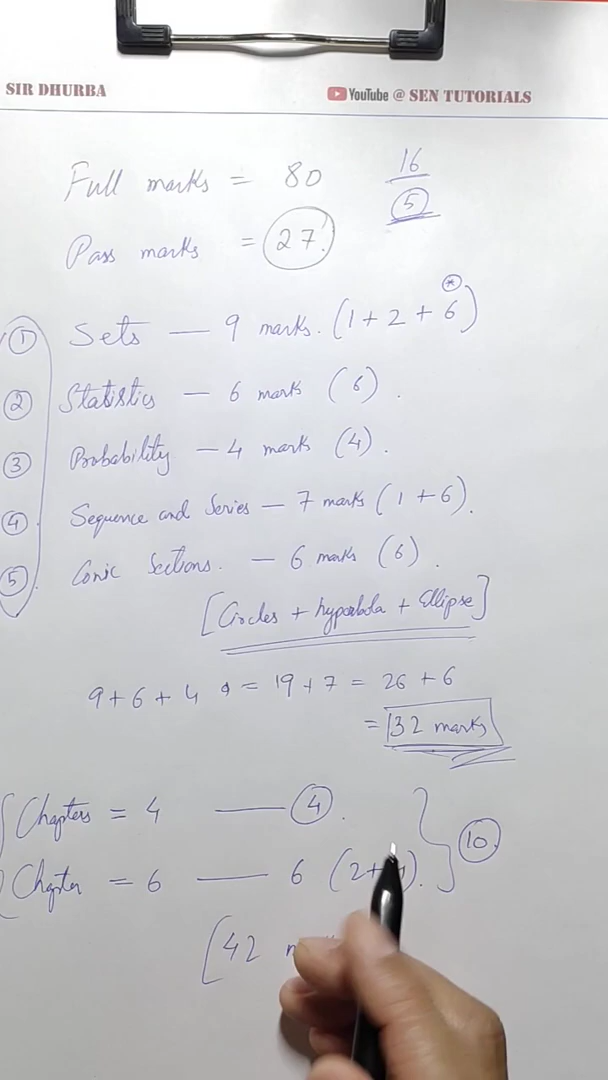 SIR DHURBA
YouTube @ SEN TUTORIALS
Full marks = 80
16
5
Pass marks = 27
① Sets — 9 marks. (1 + 2 + 6*)
② Statistics — 6 marks (6).
③ Probability — 4 marks (4).
④ Sequence and Series — 7 marks (1 + 6).
⑤ Conic Sections. — 6 marks (6).
[Circles + hyperbola + Ellipse]
9 + 6 + 4 = 19 + 7 = 26 + 6
= 32 marks
Chapters = 4 — 4.
Chapter = 6 — 6 (2+
10
[42